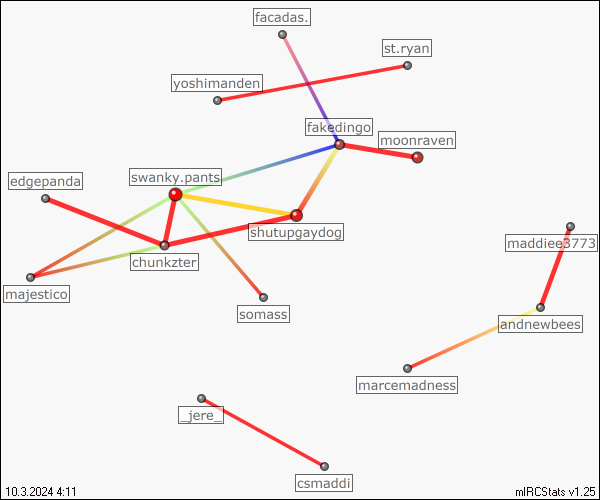 facadas.
st.ryan
yoshimanden
fakedingo
moonraven
edgepanda
swanky.pants
shutupgaydog
maddiee3773
chunkzter
majestico
somass
andnewbees
marcemadness
_jere_
csmaddi
10.3.2024 4:11
mIRCStats v1.25